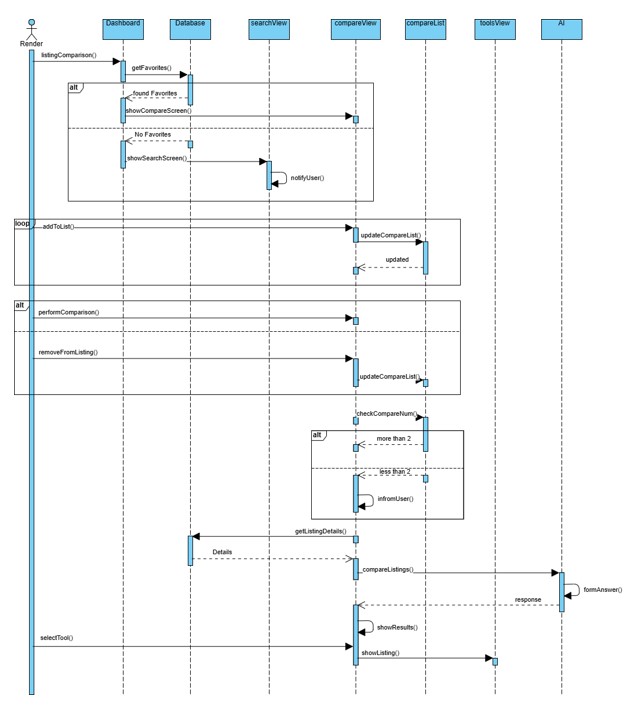 Dashboard
Database
searchView
compareView
compareList
toolsView
AI
Render
listingComparison()
getFavorites()
alt
found Favorites
showCompareScreen()
No Favorites
showSearchScreen()
notifyUser()
loop
addToList()
updateCompareList()
updated
alt
performComparison()
removeFromListing()
updateCompareList()
checkCompareNum()
alt
more than 2
less than 2
infromUser()
getListingDetails()
Details
compareListings()
formAnswer()
response
showResults()
selectTool()
showListing()